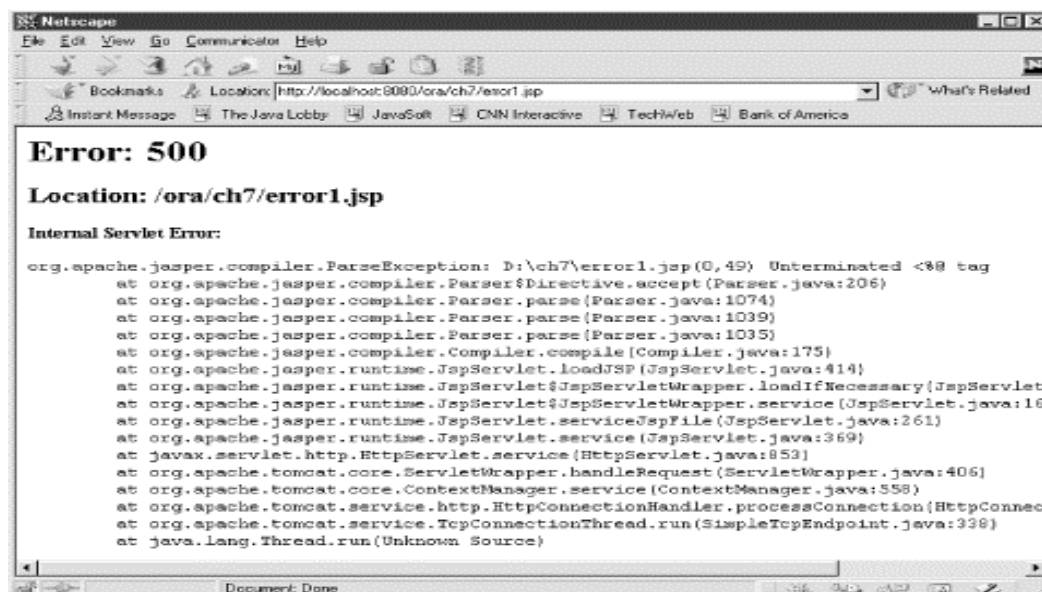 Netscape
File Edit View Go Communicator Help
My
Bookmarks Location: http://localhost:8080/ora/ch7/error1.jsp What's Related
Instant Message The Java Lobby JavaSoft CNN Interactive TechWeb Bank of America
Error: 500
Location: /ora/ch7/error1.jsp
Internal Servlet Error:
org.apache.jasper.compiler.ParseException: D:\ch7\error1.jsp(0,49) Unterminated <%@ tag
at org.apache.jasper.compiler.Parser$Directive.accept(Parser.java:206)
at org.apache.jasper.compiler.Parser.parse(Parser.java:1074)
at org.apache.jasper.compiler.Parser.parse(Parser.java:1039)
at org.apache.jasper.compiler.Parser.parse(Parser.java:1035)
at org.apache.jasper.compiler.Compiler.compile(Compiler.java:175)
at org.apache.jasper.runtime.JspServlet.loadJSP(JspServlet.java:414)
at org.apache.jasper.runtime.JspServlet$JspServletWrapper.loadIfNecessary(JspServlet
at org.apache.jasper.runtime.JspServlet$JspServletWrapper.service(JspServlet.java:16
at org.apache.jasper.runtime.JspServlet.serviceJspFile(JspServlet.java:261)
at org.apache.jasper.runtime.JspServlet.service(JspServlet.java:369)
at javax.servlet.http.HttpServlet.service(HttpServlet.java:853)
at org.apache.tomcat.core.ServletWrapper.handleRequest(ServletWrapper.java:406)
at org.apache.tomcat.core.ContextManager.service(ContextManager.java:558)
at org.apache.tomcat.service.http.HttpConnectionHandler.processConnection(HttpConnec
at org.apache.tomcat.service.TcpConnectionThread.run(SimpleTcpEndpoint.java:338)
at java.lang.Thread.run(Unknown Source)
Document: Done